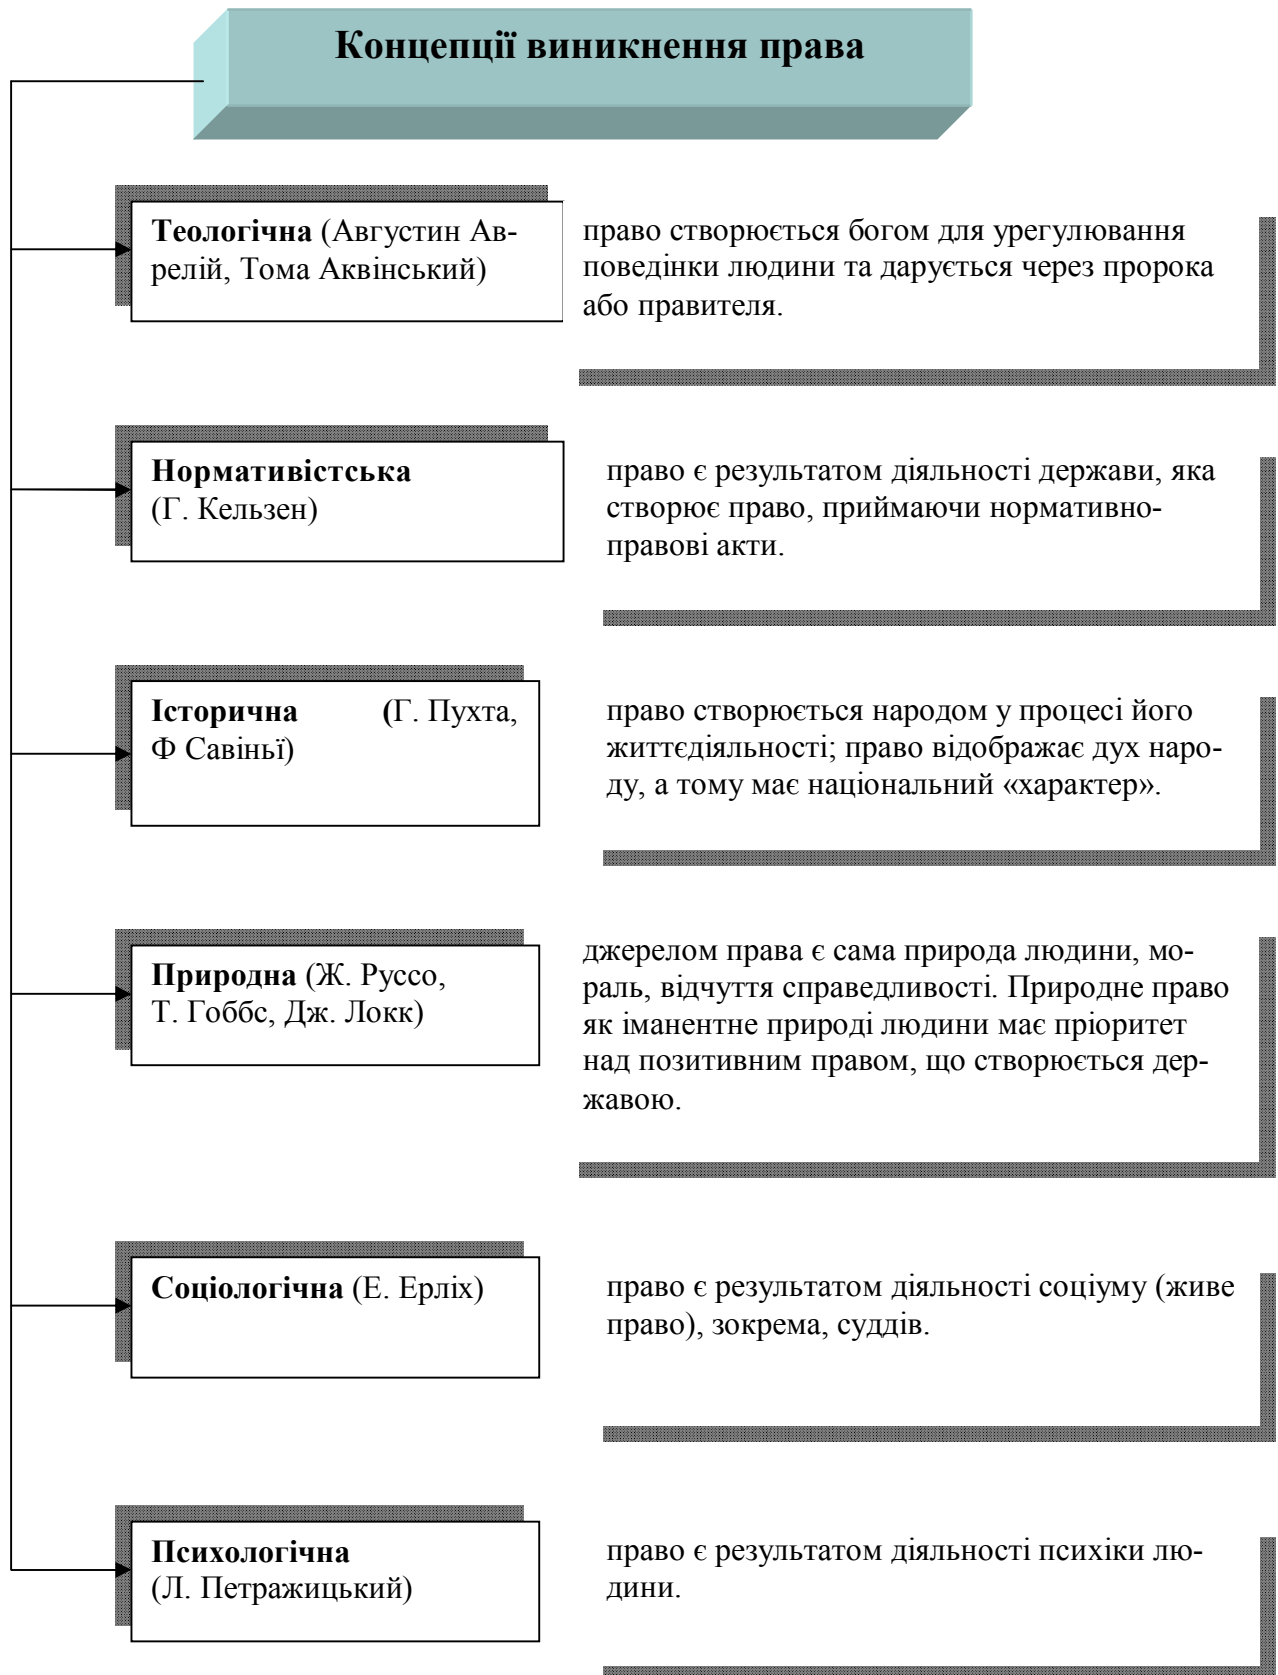 Концепції виникнення права
Теологічна (Августин Ав-
релій, Тома Аквінський)
право створюється богом для урегулювання
поведінки людини та дарується через пророка
або правителя.
Нормативістська
(Г. Кельзен)
право є результатом діяльності держави, яка
створює право, приймаючи нормативно-
правові акти.
Історична (Г. Пухта,
Ф Савіньї)
право створюється народом у процесі його
життєдіяльності; право відображає дух наро-
ду, а тому має національний «характер».
Природна (Ж. Руссо,
Т. Гоббс, Дж. Локк)
джерелом права є сама природа людини, мо-
раль, відчуття справедливості. Природне право
як іманентне природі людини має пріоритет
над позитивним правом, що створюється дер-
жавою.
Соціологічна (Е. Ерліх)
право є результатом діяльності соціуму (живе
право), зокрема, суддів.
Психологічна
(Л. Петражицький)
право є результатом діяльності психіки лю-
дини.